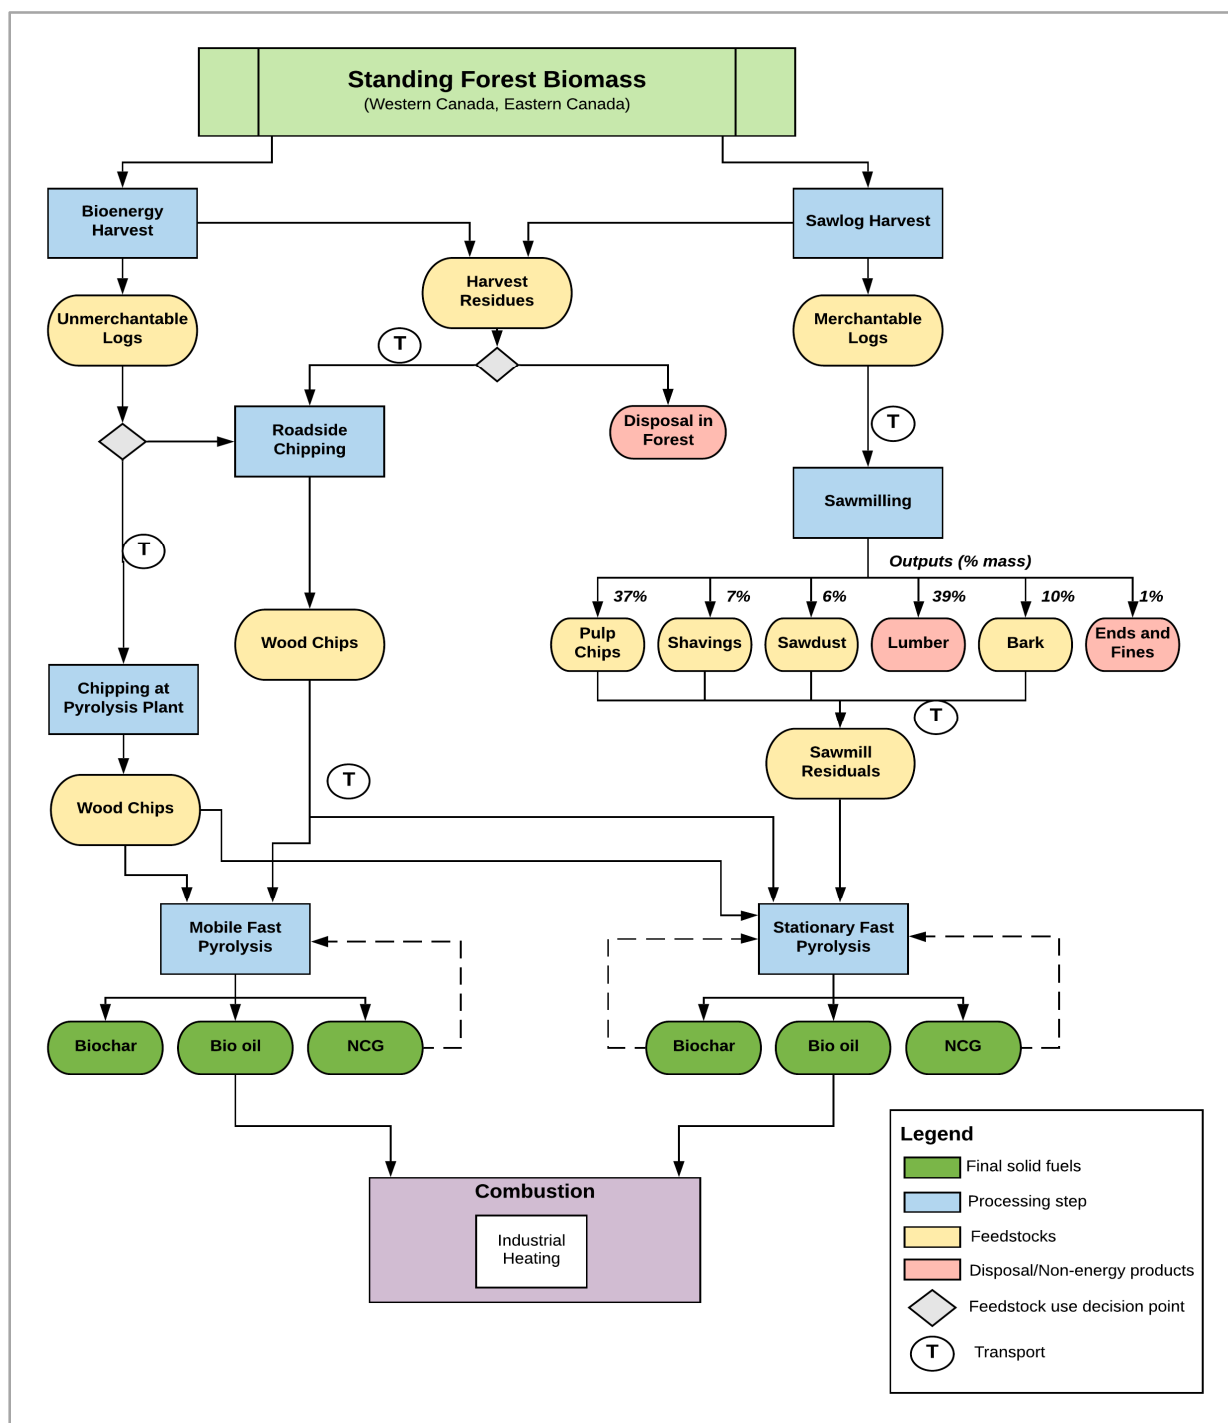 Standing Forest Biomass
(Western Canada, Eastern Canada)
Bioenergy
Harvest
Sawlog Harvest
Harvest
Residues
Unmerchantable
Logs
Merchantable
Logs
T
Roadside
Chipping
Disposal in
Forest
T
Sawmilling
T
Outputs (% mass)
37%
7%
6%
39%
10%
1%
Pulp
Chips
Shavings
Sawdust
Lumber
Bark
Ends and
Fines
Wood Chips
Chipping at
Pyrolysis Plant
T
Sawmill
Residuals
T
Wood Chips
Mobile Fast
Pyrolysis
Stationary Fast
Pyrolysis
Biochar
Bio oil
NCG
Biochar
Bio oil
NCG
Combustion
Industrial
Heating
Legend
Final solid fuels
Processing step
Feedstocks
Disposal/Non-energy products
Feedstock use decision point
T
Transport